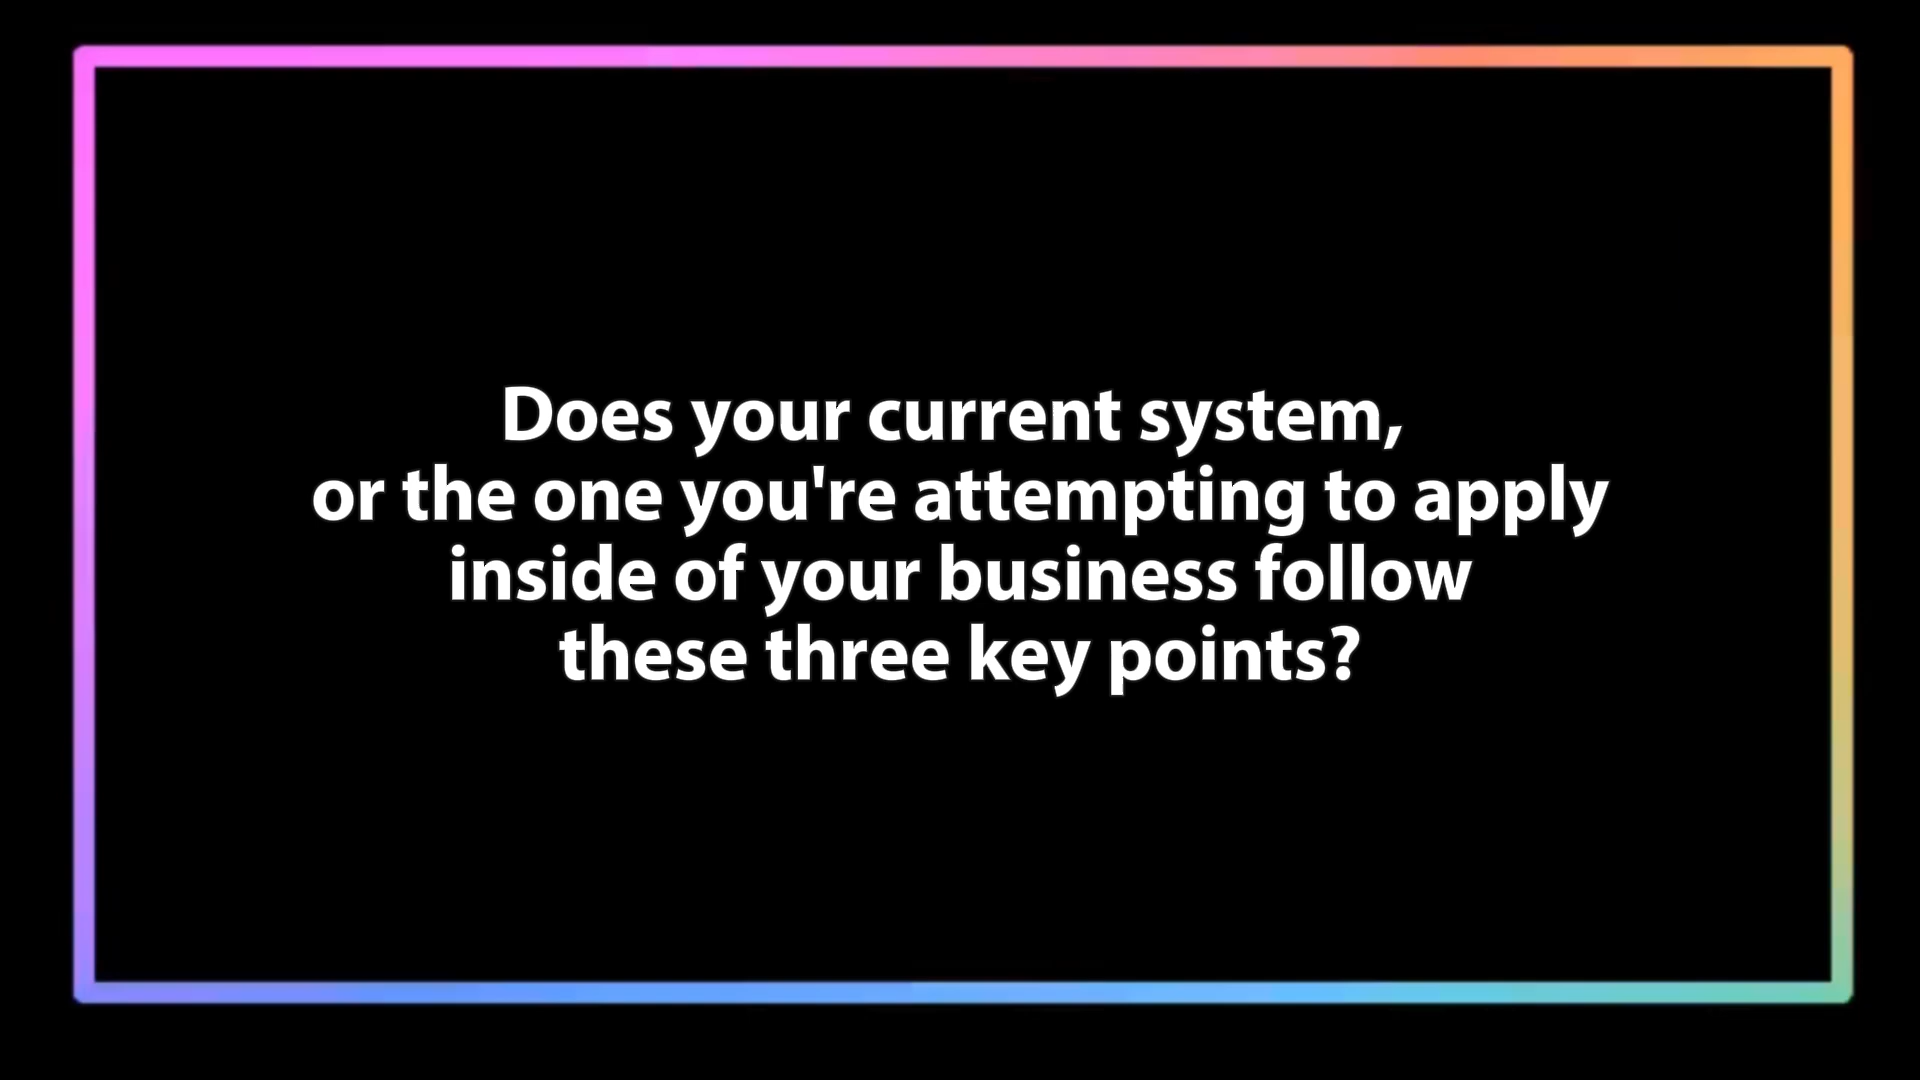 Does your current system,
or the one you're attempting to apply
inside of your business follow
these three key points?